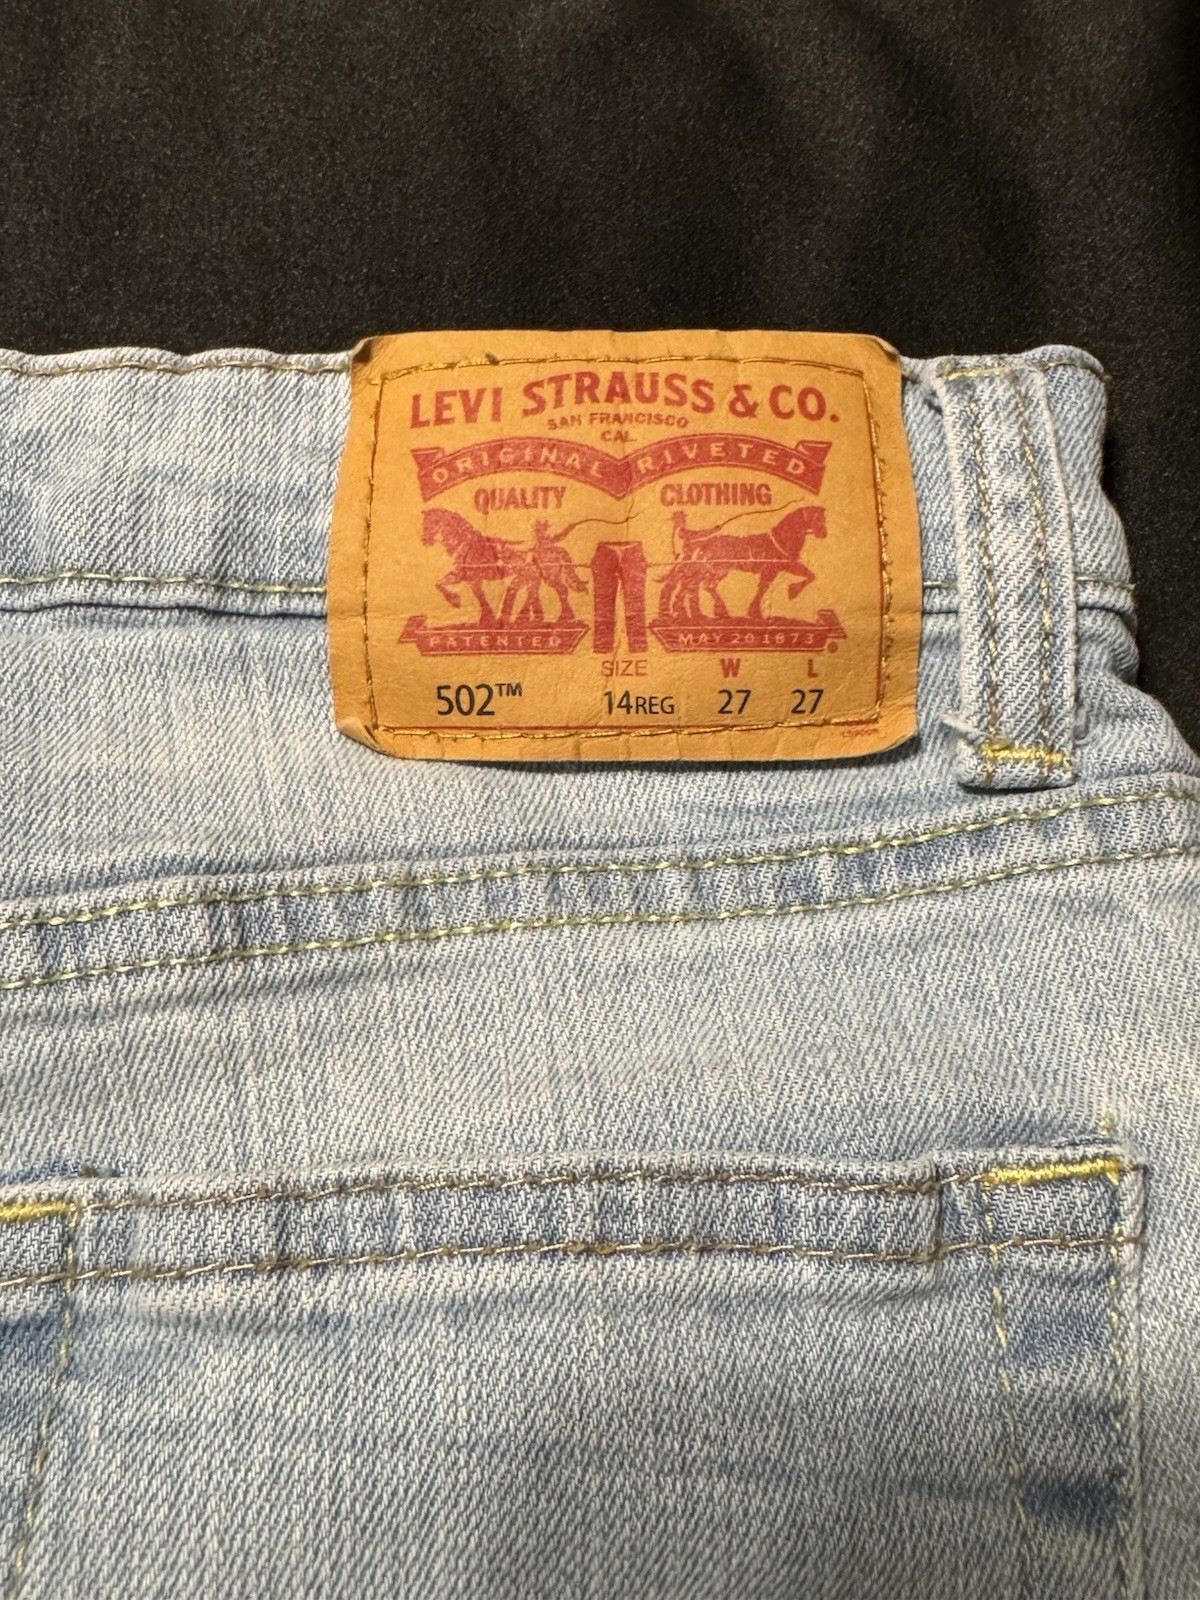 LEVI STRAUSS & CO.
SAN FRANCISCO
CAL.
ORIGINAL RIVETED
QUALITY CLOTHING
PATENTED MAY 20 1873
SIZE W L
502™ 14REG 27 27